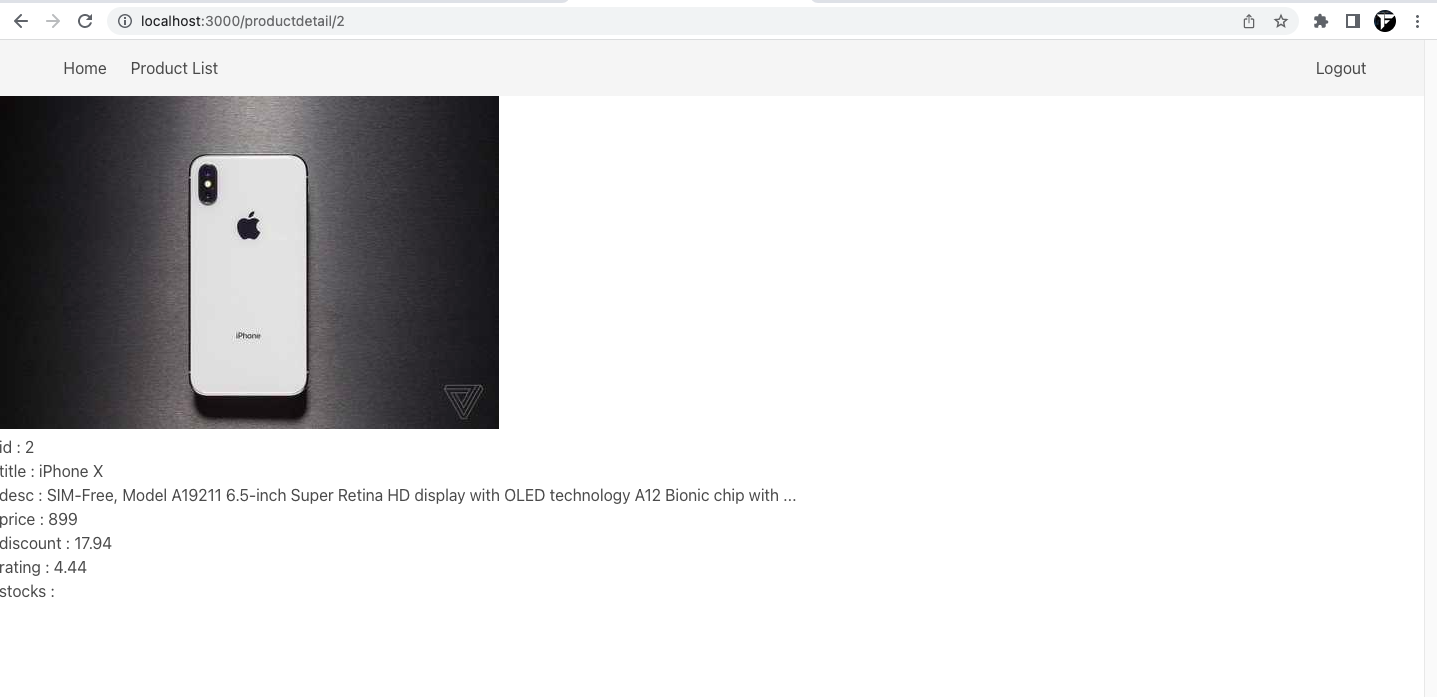 localhost:3000/productdetail/2
Home Product List Logout
iPhone
id : 2
title : iPhone X
desc : SIM-Free, Model A19211 6.5-inch Super Retina HD display with OLED technology A12 Bionic chip with ...
price : 899
discount : 17.94
rating : 4.44
stocks :